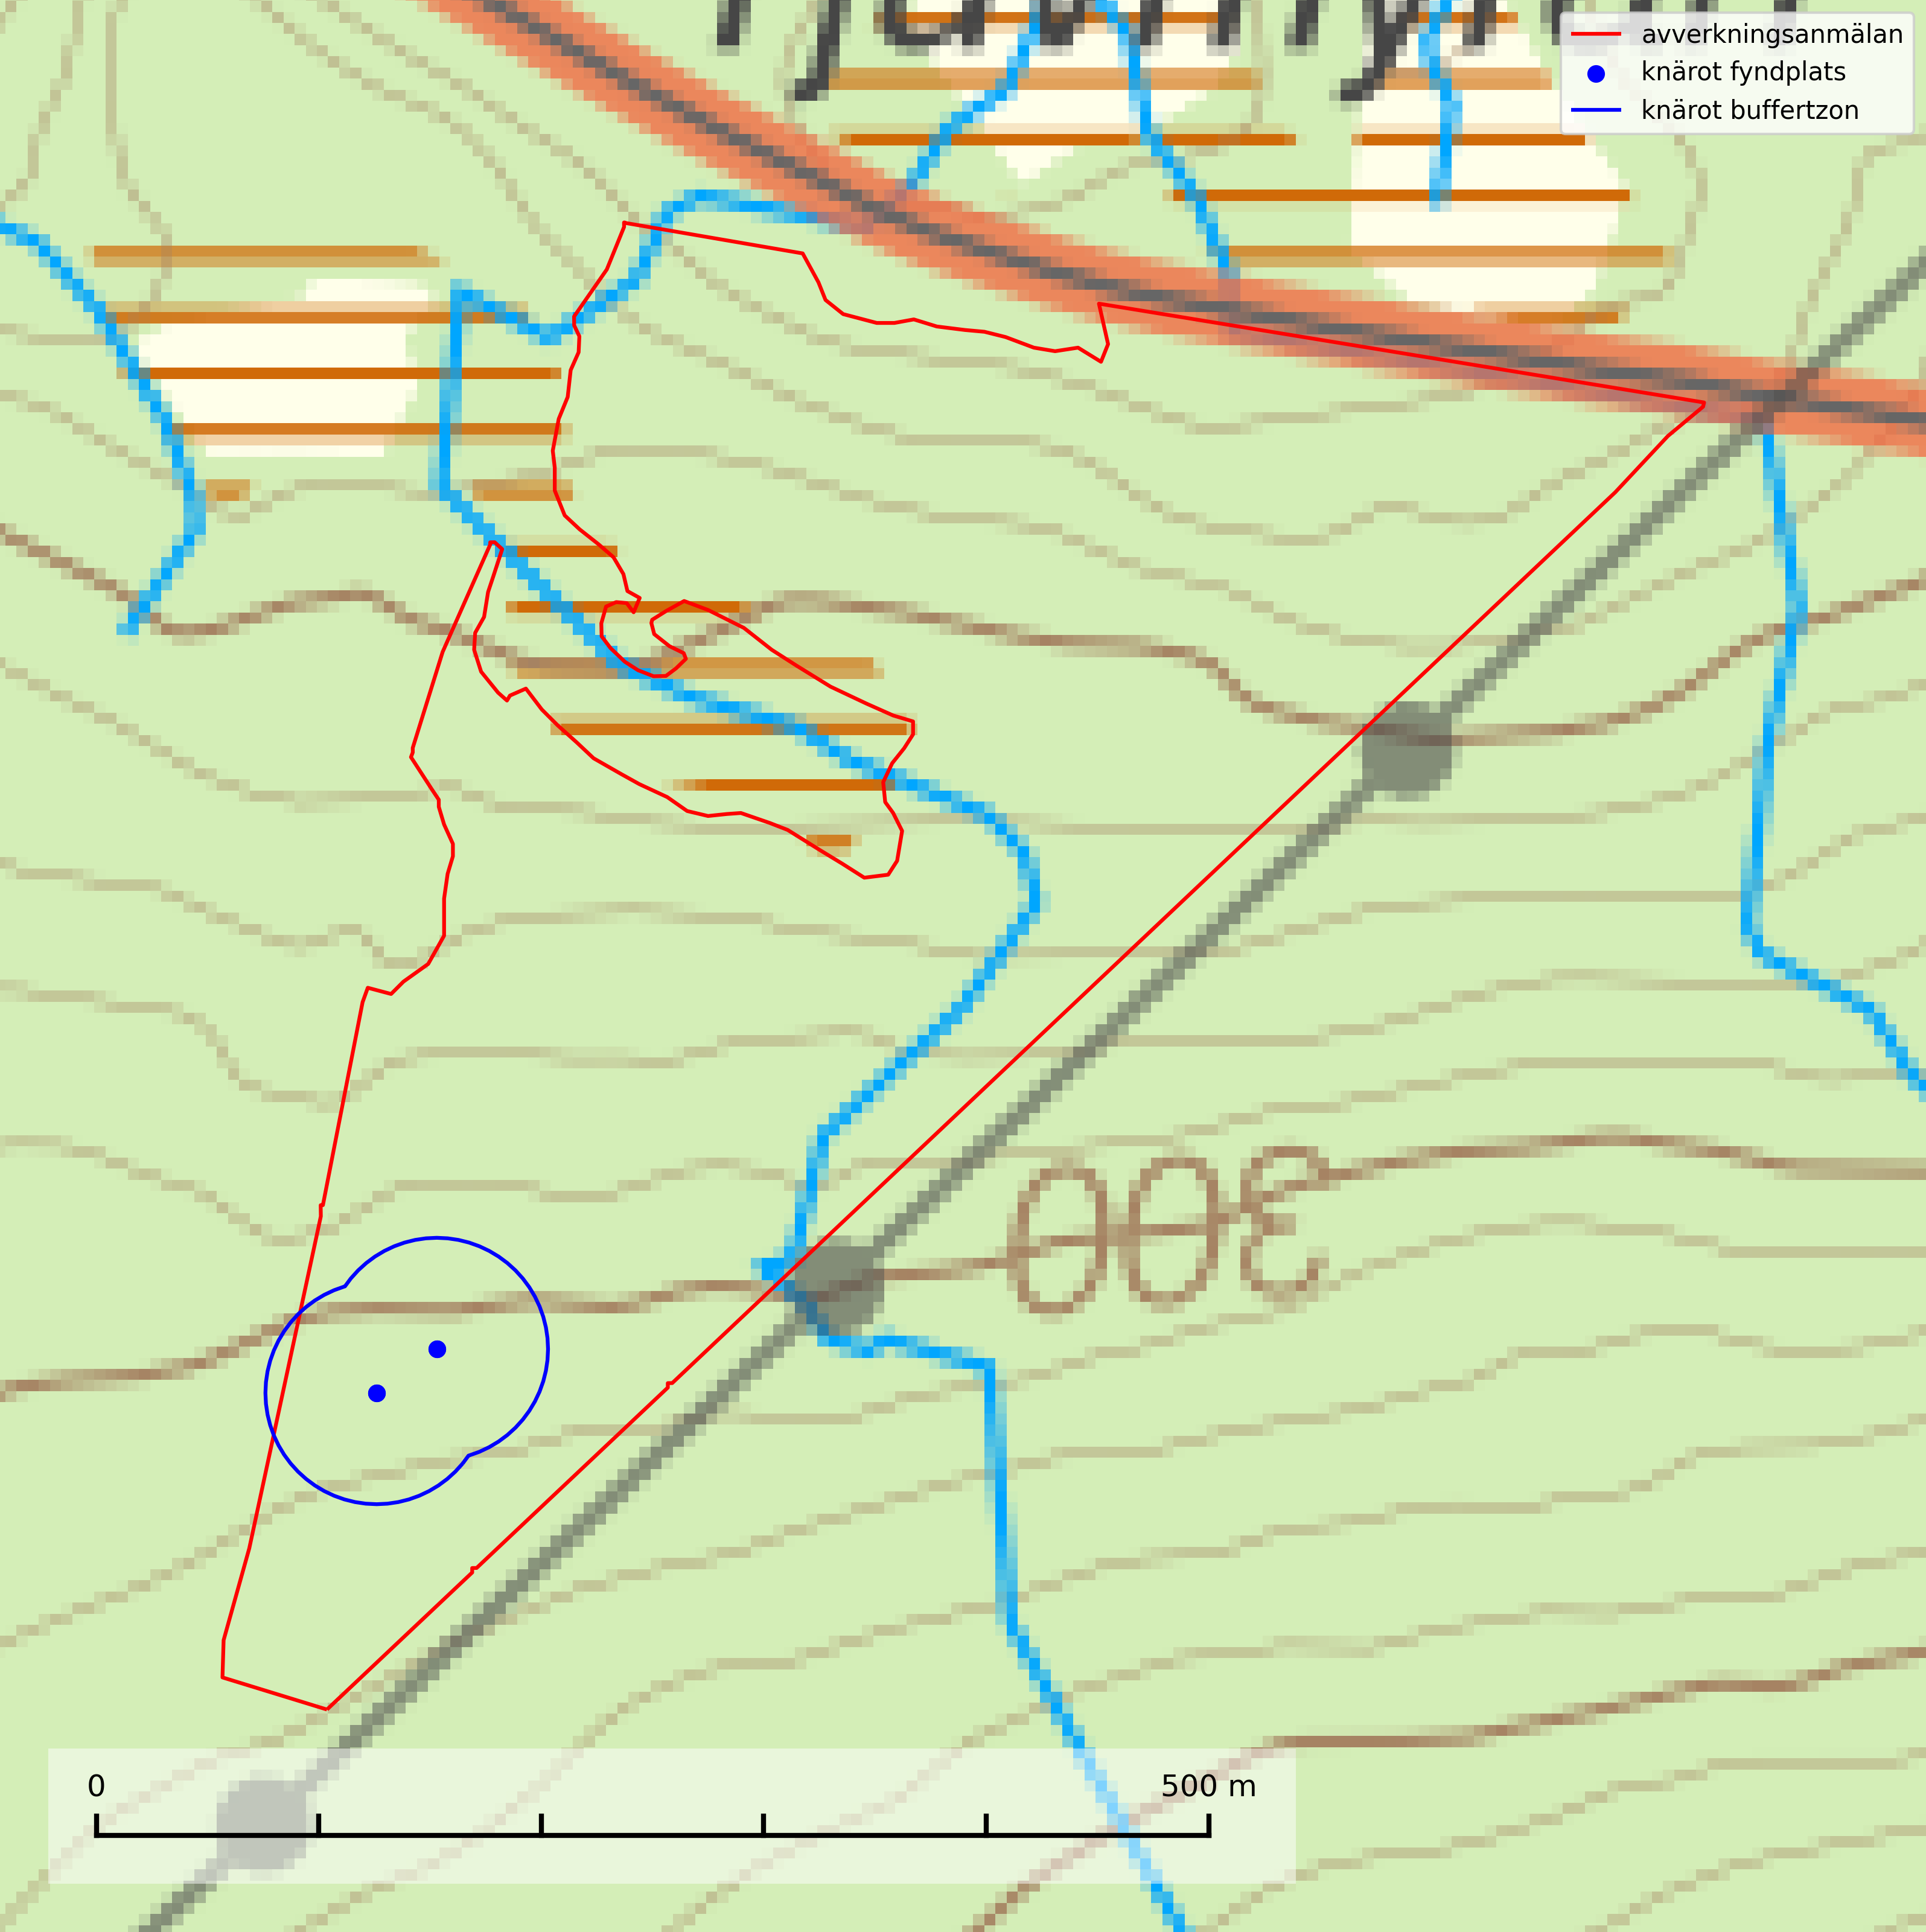 avverkningsanmälan
knärot fyndplats
knärot buffertzon
300
0
500 m